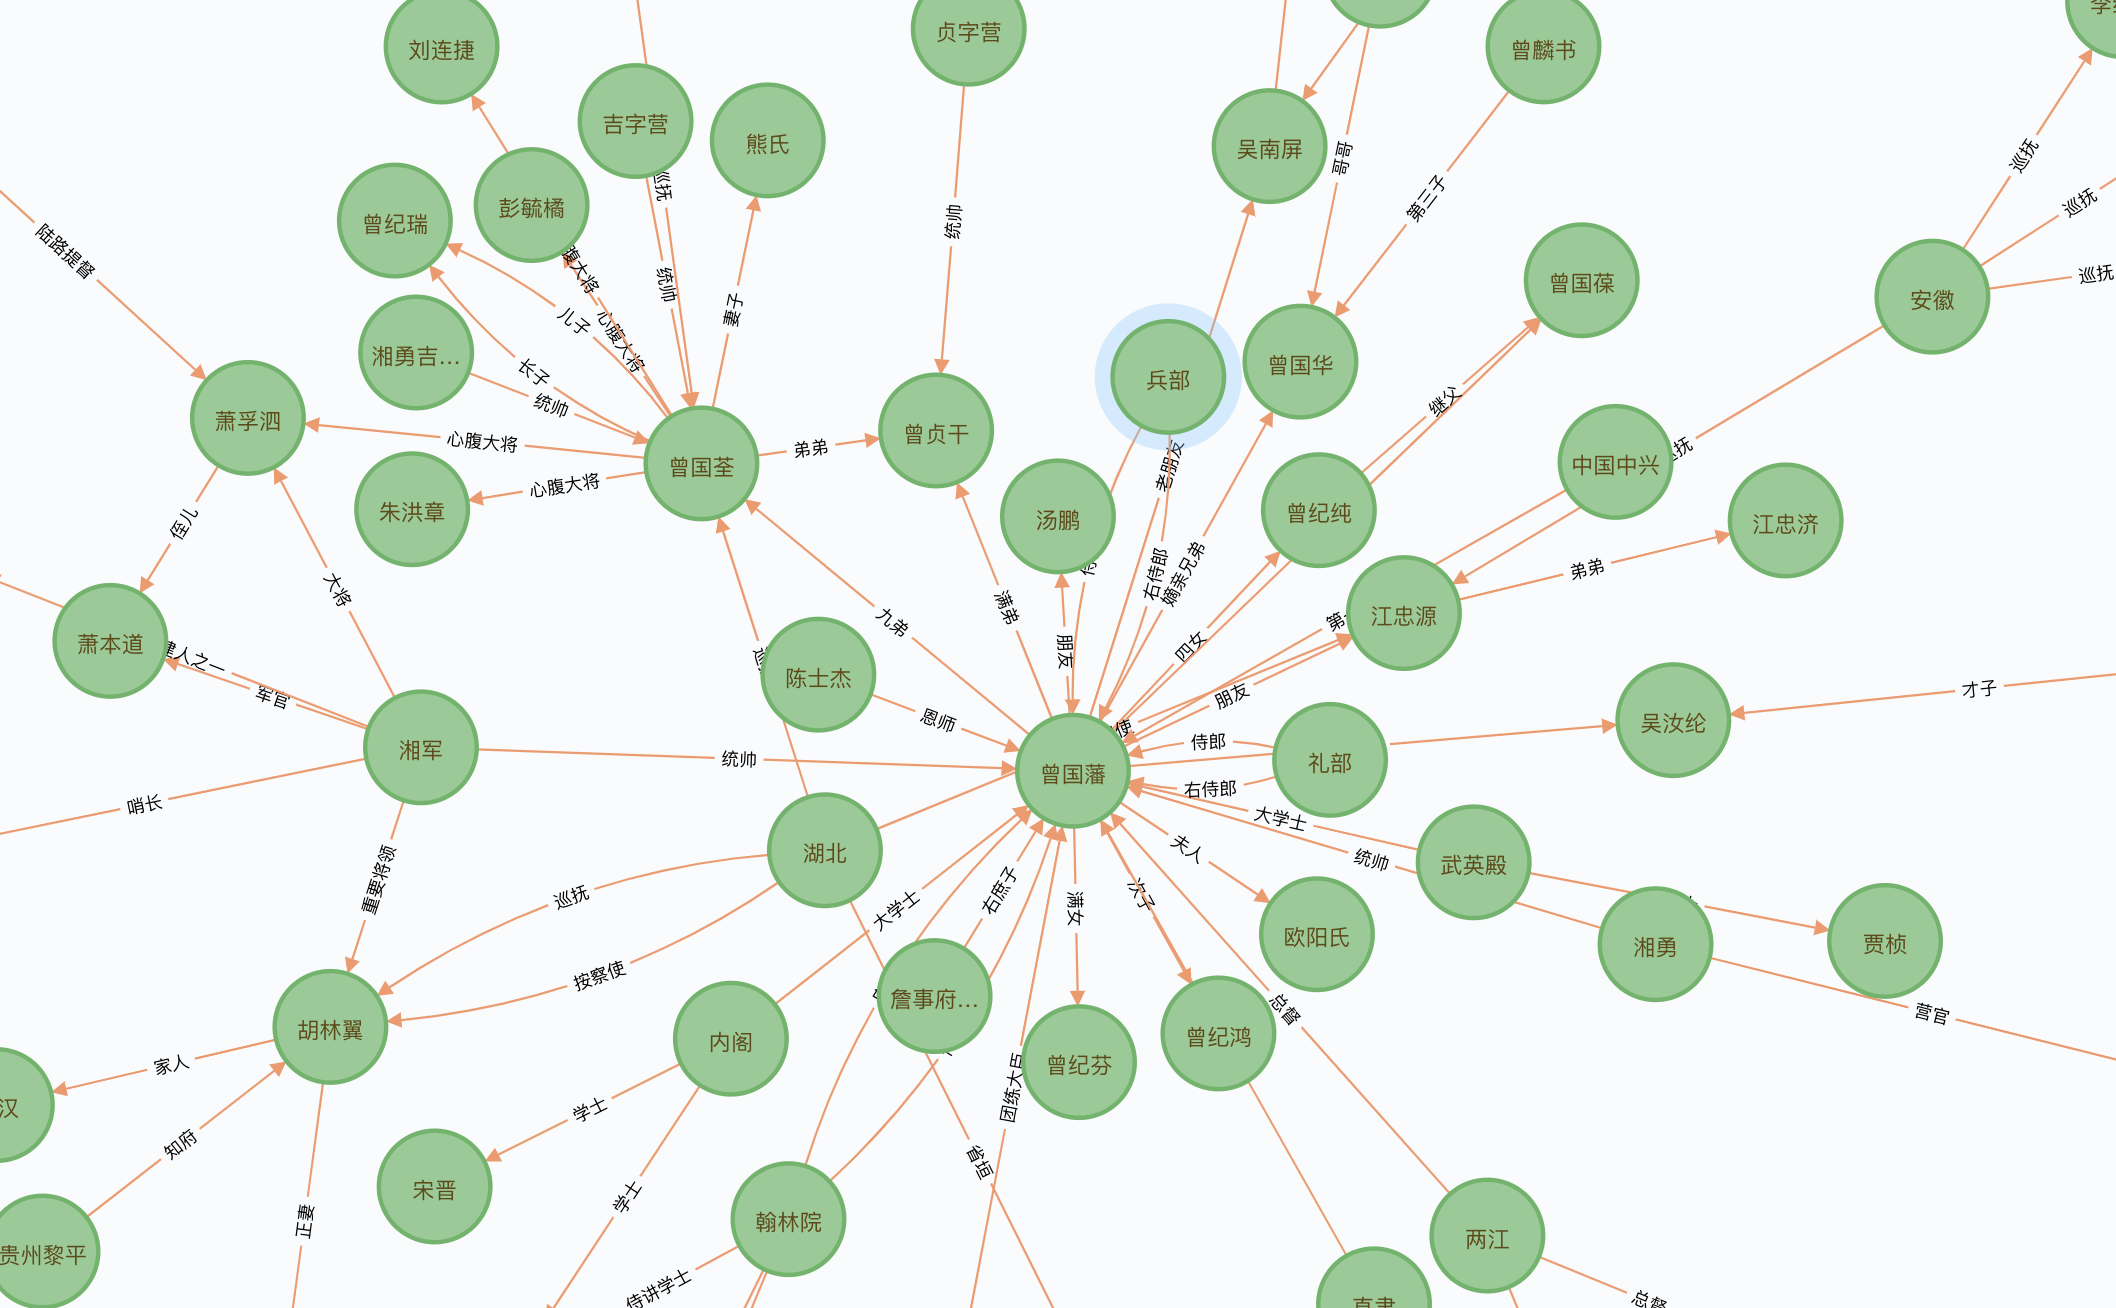 刘连捷
贞字营
曾麟书
吉字营
熊氏
吴南屏
哥哥
巡抚
彭毓橘
曾纪瑞
巡抚
第三子
巡抚
陆路提督
统帅
腹大将
统帅
妻子
曾国葆
安徽
巡抚
儿子
心腹大将
湘勇吉...
长子
统帅
兵部
曾国华
继父
萧孚泗
心腹大将
曾国荃
弟弟
曾贞干
老朋友
中国中兴
心腹大将
朱洪章
汤鹏
曾纪纯
江忠济
侄儿
大将
九弟
满弟
右侍郎
嫡亲兄弟
弟弟
萧本道
朋友
四女
江忠源
人之一
军官
陈士杰
恩师
朋友
才子
湘军
统帅
使
侍郎
吴汝纶
曾国藩
礼部
右侍郎
哨长
大学士
重要将领
湖北
夫人
统帅
武英殿
巡抚
大学士
右庶子
满女
次子
欧阳氏
湘勇
贾桢
按察使
詹事府...
总督
营官
胡林翼
内阁
曾纪鸿
家人
团练大臣
曾纪芬
汉
学士
知府
省垣
宋晋
学士
正妻
翰林院
两江
贵州黎平
侍讲学士
总督